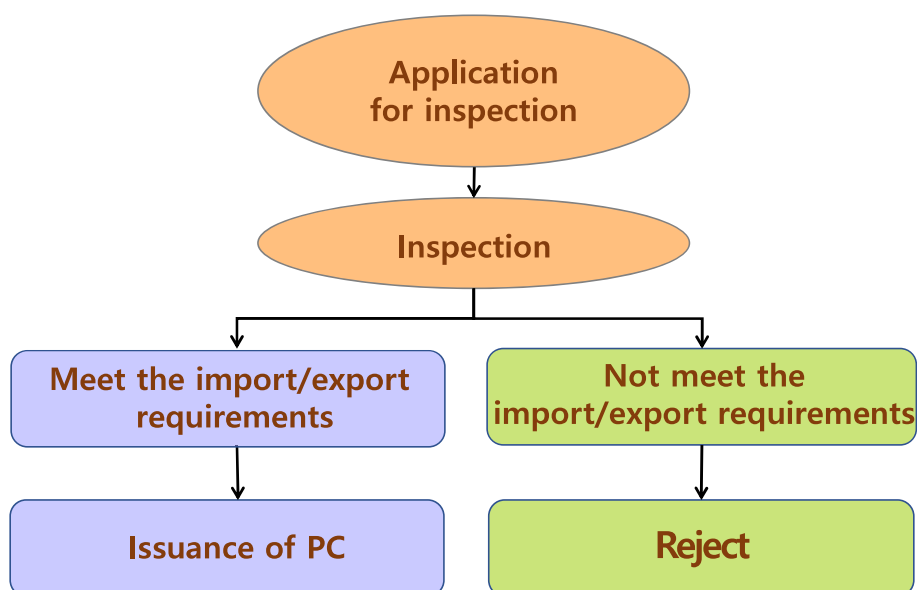 Application
for inspection
Inspection
Meet the import/export
requirements
Not meet the
import/export requirements
Issuance of PC
Reject